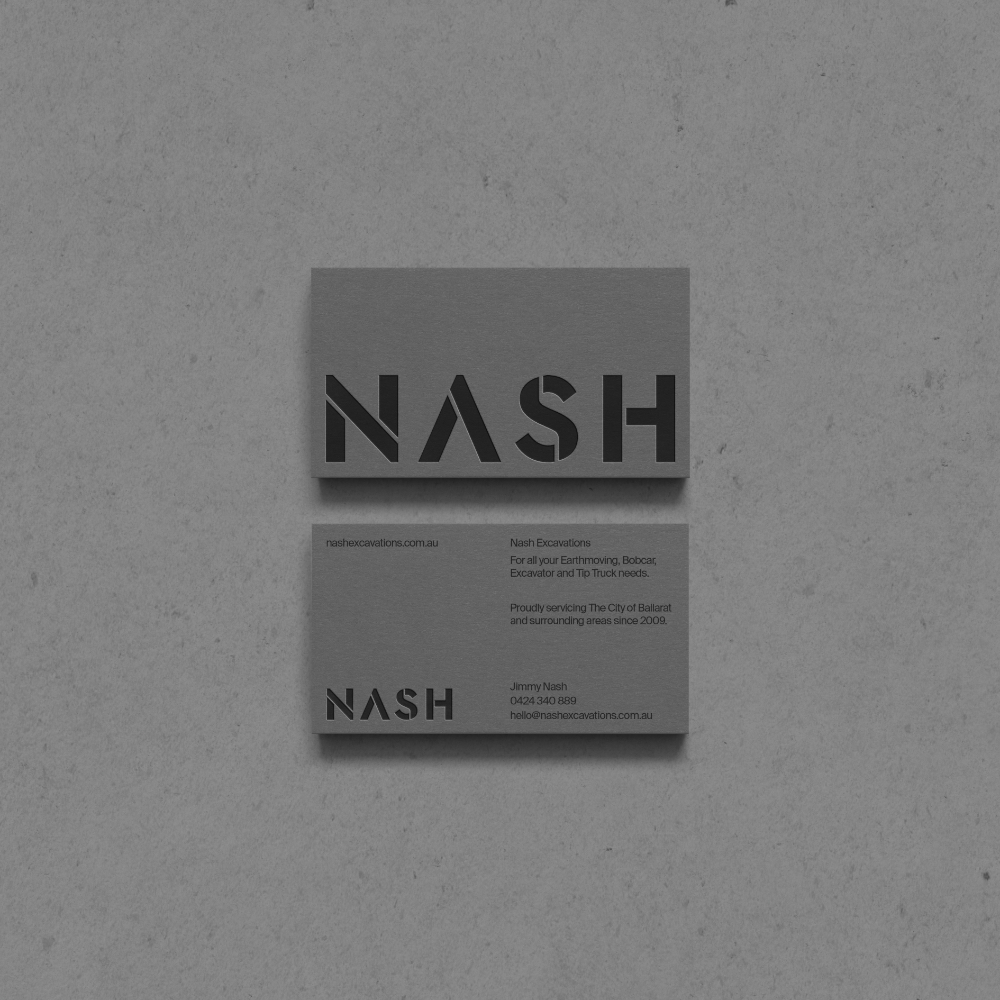 NASH
nashexcavations.com.au
Nash Excavations
For all your Earthmoving, Bobcar,
Excavator and Tip Truck needs.
Proudly servicing The City of Ballarat
and surrounding areas since 2009.
NASH
Jimmy Nash
0424 340 889
hello@nashexcavations.com.au